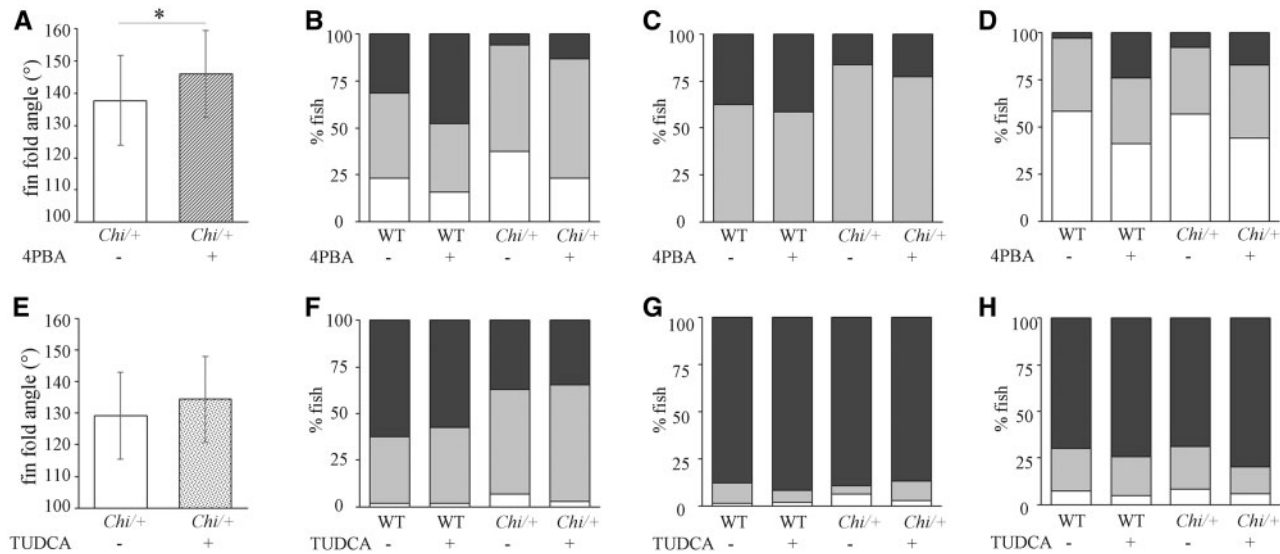 A
fin fold angle (°)
160
150
140
130
120
110
100
*
Chi/+ Chi/+
4PBA - +
B
% fish
100
75
50
25
0
WT WT Chi/+ Chi/+
4PBA - + - +
C
% fish
100
75
50
25
0
WT WT Chi/+ Chi/+
4PBA - + - +
D
% fish
100
75
50
25
0
WT WT Chi/+ Chi/+
- + - +
E
fin fold angle (°)
160
150
140
130
120
110
100
Chi/+ Chi/+
TUDCA - +
F
% fish
100
75
50
25
0
WT WT Chi/+ Chi/+
TUDCA - + - +
G
% fish
100
75
50
25
0
WT WT Chi/+ Chi/+
TUDCA - + - +
H
% fish
100
75
50
25
0
WT WT Chi/+ Chi/+
TUDCA - + - +